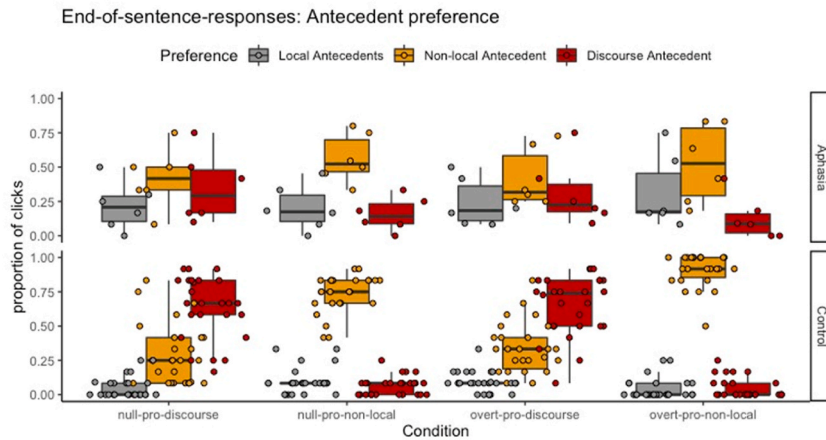 End-of-sentence-responses: Antecedent preference
Preference Local Antecedents Non-local Antecedent Discourse Antecedent
1.00
0.75
0.50
0.25
0.00
Aphasia
1.00
0.75
0.50
0.25
0.00
Control
proportion of clicks
null-pro-discourse null-pro-non-local overt-pro-discourse overt-pro-non-local
Condition